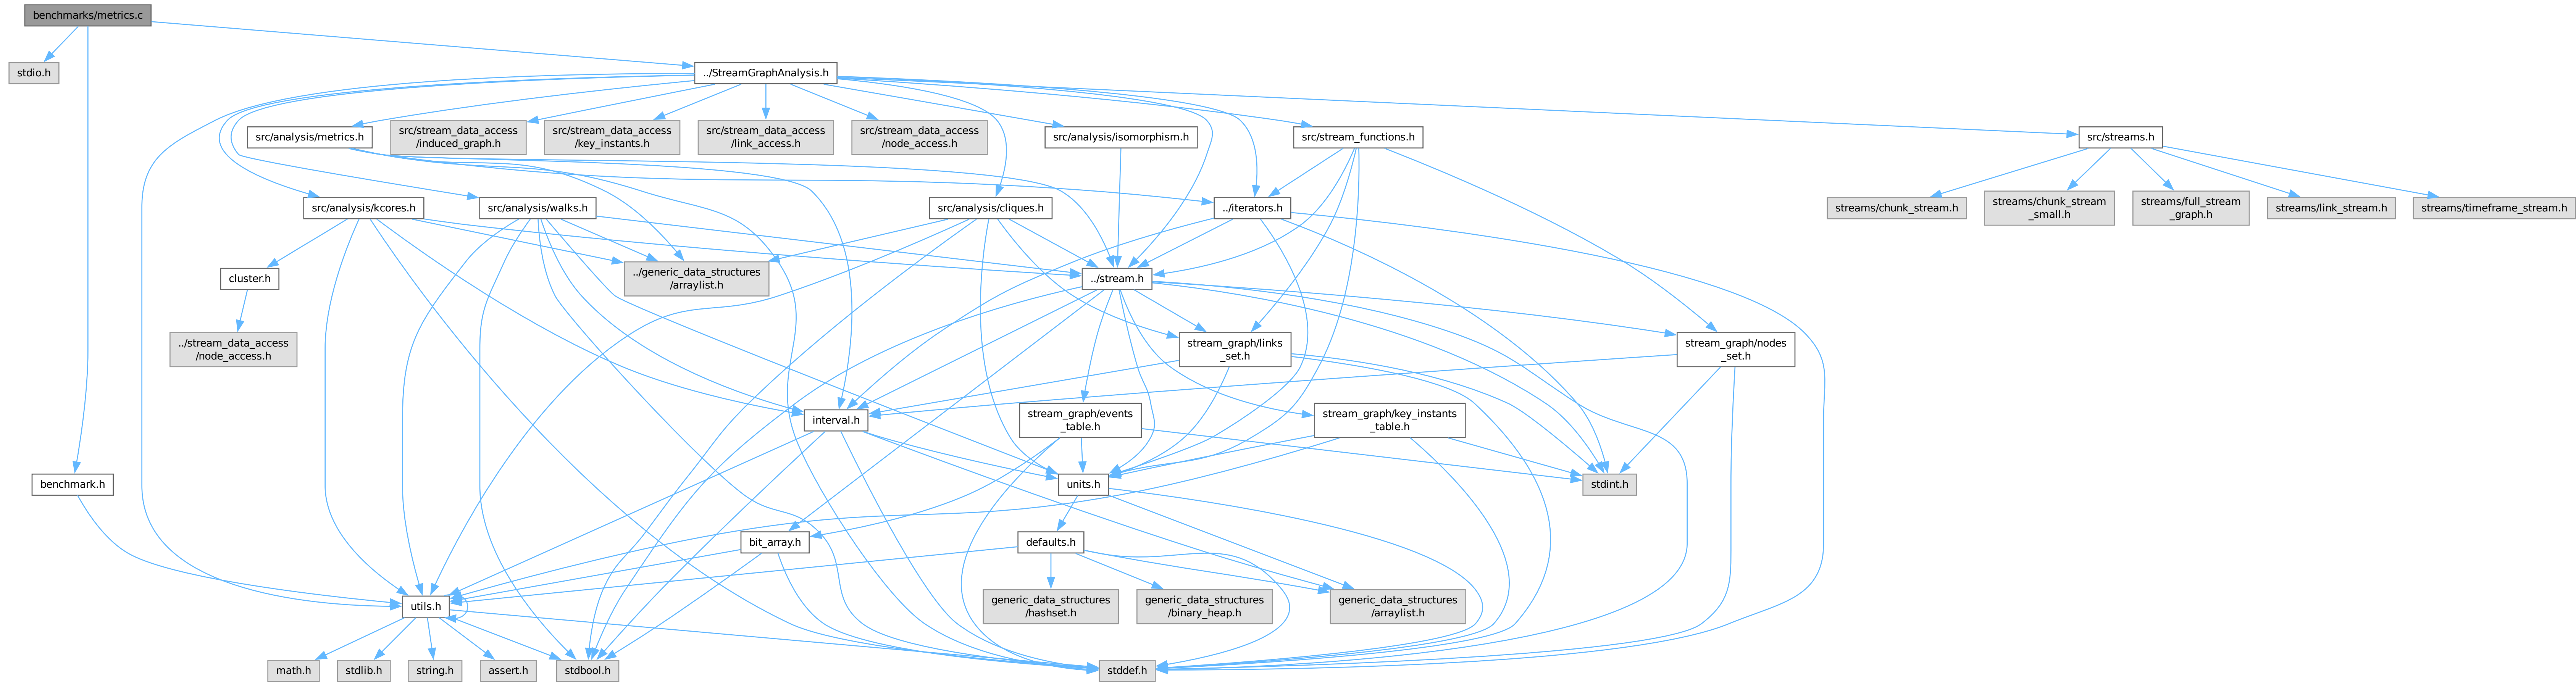 benchmarks/metrics.c
stdio.h
../StreamGraphAnalysis.h
src/analysis/metrics.h
src/stream_data_access
/induced_graph.h
src/stream_data_access
/key_instants.h
src/stream_data_access
/link_access.h
src/stream_data_access
/node_access.h
src/analysis/isomorphism.h
src/stream_functions.h
src/streams.h
src/analysis/kcores.h
src/analysis/walks.h
src/analysis/cliques.h
../iterators.h
streams/chunk_stream.h
streams/chunk_stream
_small.h
streams/full_stream
_graph.h
streams/link_stream.h
streams/timeframe_stream.h
cluster.h
../generic_data_structures
/arraylist.h
../stream.h
../stream_data_access
/node_access.h
stream_graph/links
_set.h
stream_graph/nodes
_set.h
interval.h
stream_graph/events
_table.h
stream_graph/key_instants
_table.h
benchmark.h
units.h
stdint.h
bit_array.h
defaults.h
utils.h
generic_data_structures
/hashset.h
generic_data_structures
/binary_heap.h
generic_data_structures
/arraylist.h
math.h
stdlib.h
string.h
assert.h
stdbool.h
stddef.h